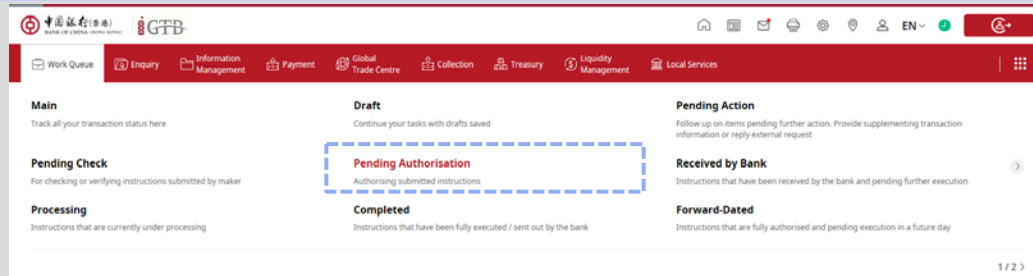 中国银行(香港) iGTB
BANK OF CHINA (HONG KONG)
EN
Work Queue
Enquiry
Information
Management
Payment
Global
Trade Centre
Collection
Treasury
Liquidity
Management
Local Services
Main
Track all your transaction status here
Draft
Continue your tasks with drafts saved
Pending Action
Follow up on items pending further action. Provide supplementing transaction
information or reply external request
Pending Check
For checking or verifying instructions submitted by maker
Pending Authorisation
Authorising submitted instructions
Received by Bank
Instructions that have been received by the bank and pending further execution
Processing
Instructions that are currently under processing
Completed
Instructions that have been fully executed / sent out by the bank
Forward-Dated
Instructions that are fully authorised and pending execution in a future day
1 / 2 >